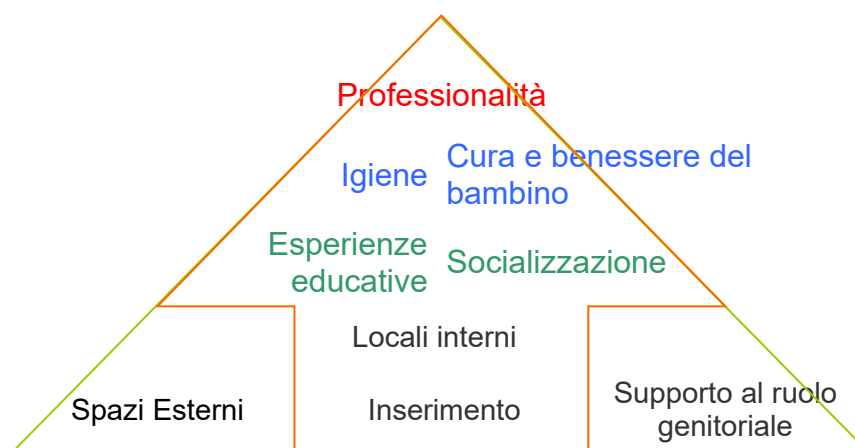 Professionalità
Igiene
Cura e benessere del
bambino
Esperienze
educative
Socializzazione
Locali interni
Spazi Esterni
Inserimento
Supporto al ruolo
genitoriale